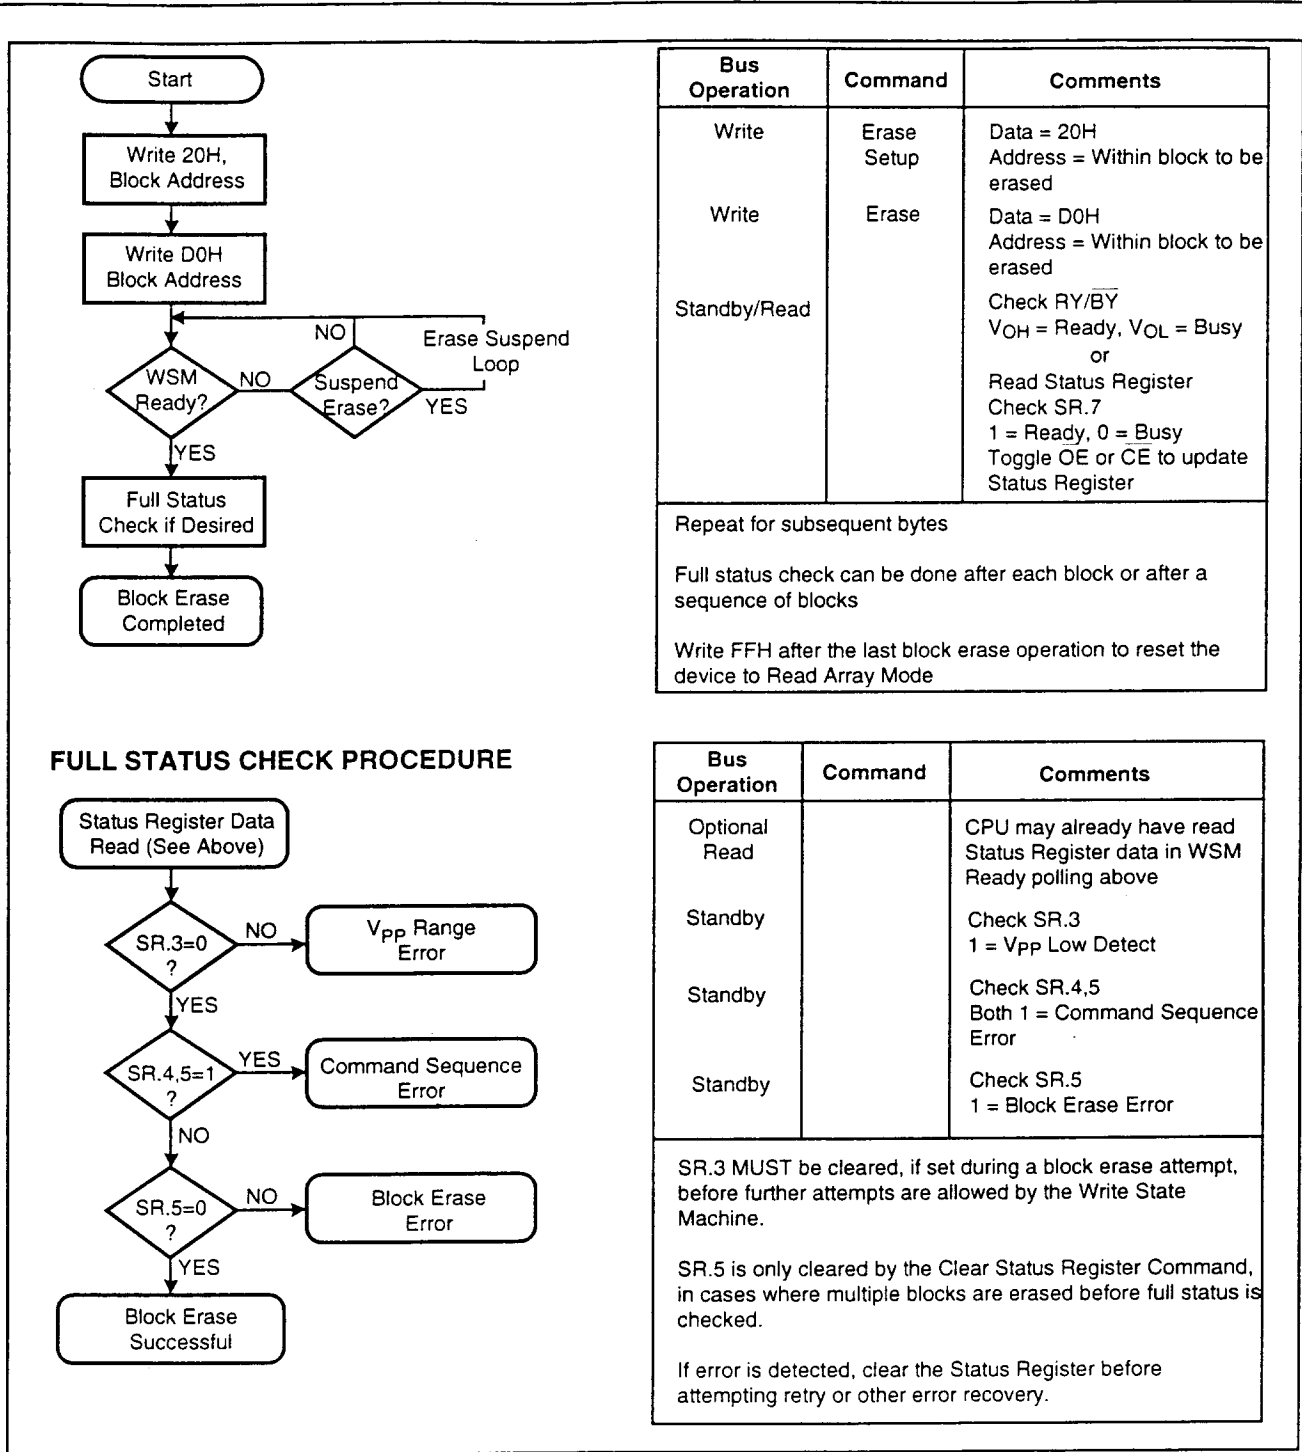 Start
Write 20H,
Block Address
Write D0H
Block Address
NO
Erase Suspend
Loop
WSM
Ready?
NO
Suspend
Erase?
YES
YES
Full Status
Check if Desired
Block Erase
Completed
Bus
Operation
Command
Comments
Write
Erase
Setup
Data = 20H
Address = Within block to be
erased
Write
Erase
Data = D0H
Address = Within block to be
erased
Standby/Read
Check RY/B̅Y̅
VOH = Ready, VOL = Busy
or
Read Status Register
Check SR.7
1 = Ready, 0 = Busy
Toggle O̅E̅ or C̅E̅ to update
Status Register
Repeat for subsequent bytes
Full status check can be done after each block or after a
sequence of blocks
Write FFH after the last block erase operation to reset the
device to Read Array Mode
FULL STATUS CHECK PROCEDURE
Status Register Data
Read (See Above)
SR.3=0
?
NO
VPP Range
Error
YES
SR.4,5=1
?
YES
Command Sequence
Error
NO
SR.5=0
?
NO
Block Erase
Error
YES
Block Erase
Successful
Bus
Operation
Command
Comments
Optional
Read
CPU may already have read
Status Register data in WSM
Ready polling above
Standby
Check SR.3
1 = VPP Low Detect
Standby
Check SR.4,5
Both 1 = Command Sequence
Error
Standby
Check SR.5
1 = Block Erase Error
SR.3 MUST be cleared, if set during a block erase attempt,
before further attempts are allowed by the Write State
Machine.
SR.5 is only cleared by the Clear Status Register Command,
in cases where multiple blocks are erased before full status is
checked.
If error is detected, clear the Status Register before
attempting retry or other error recovery.